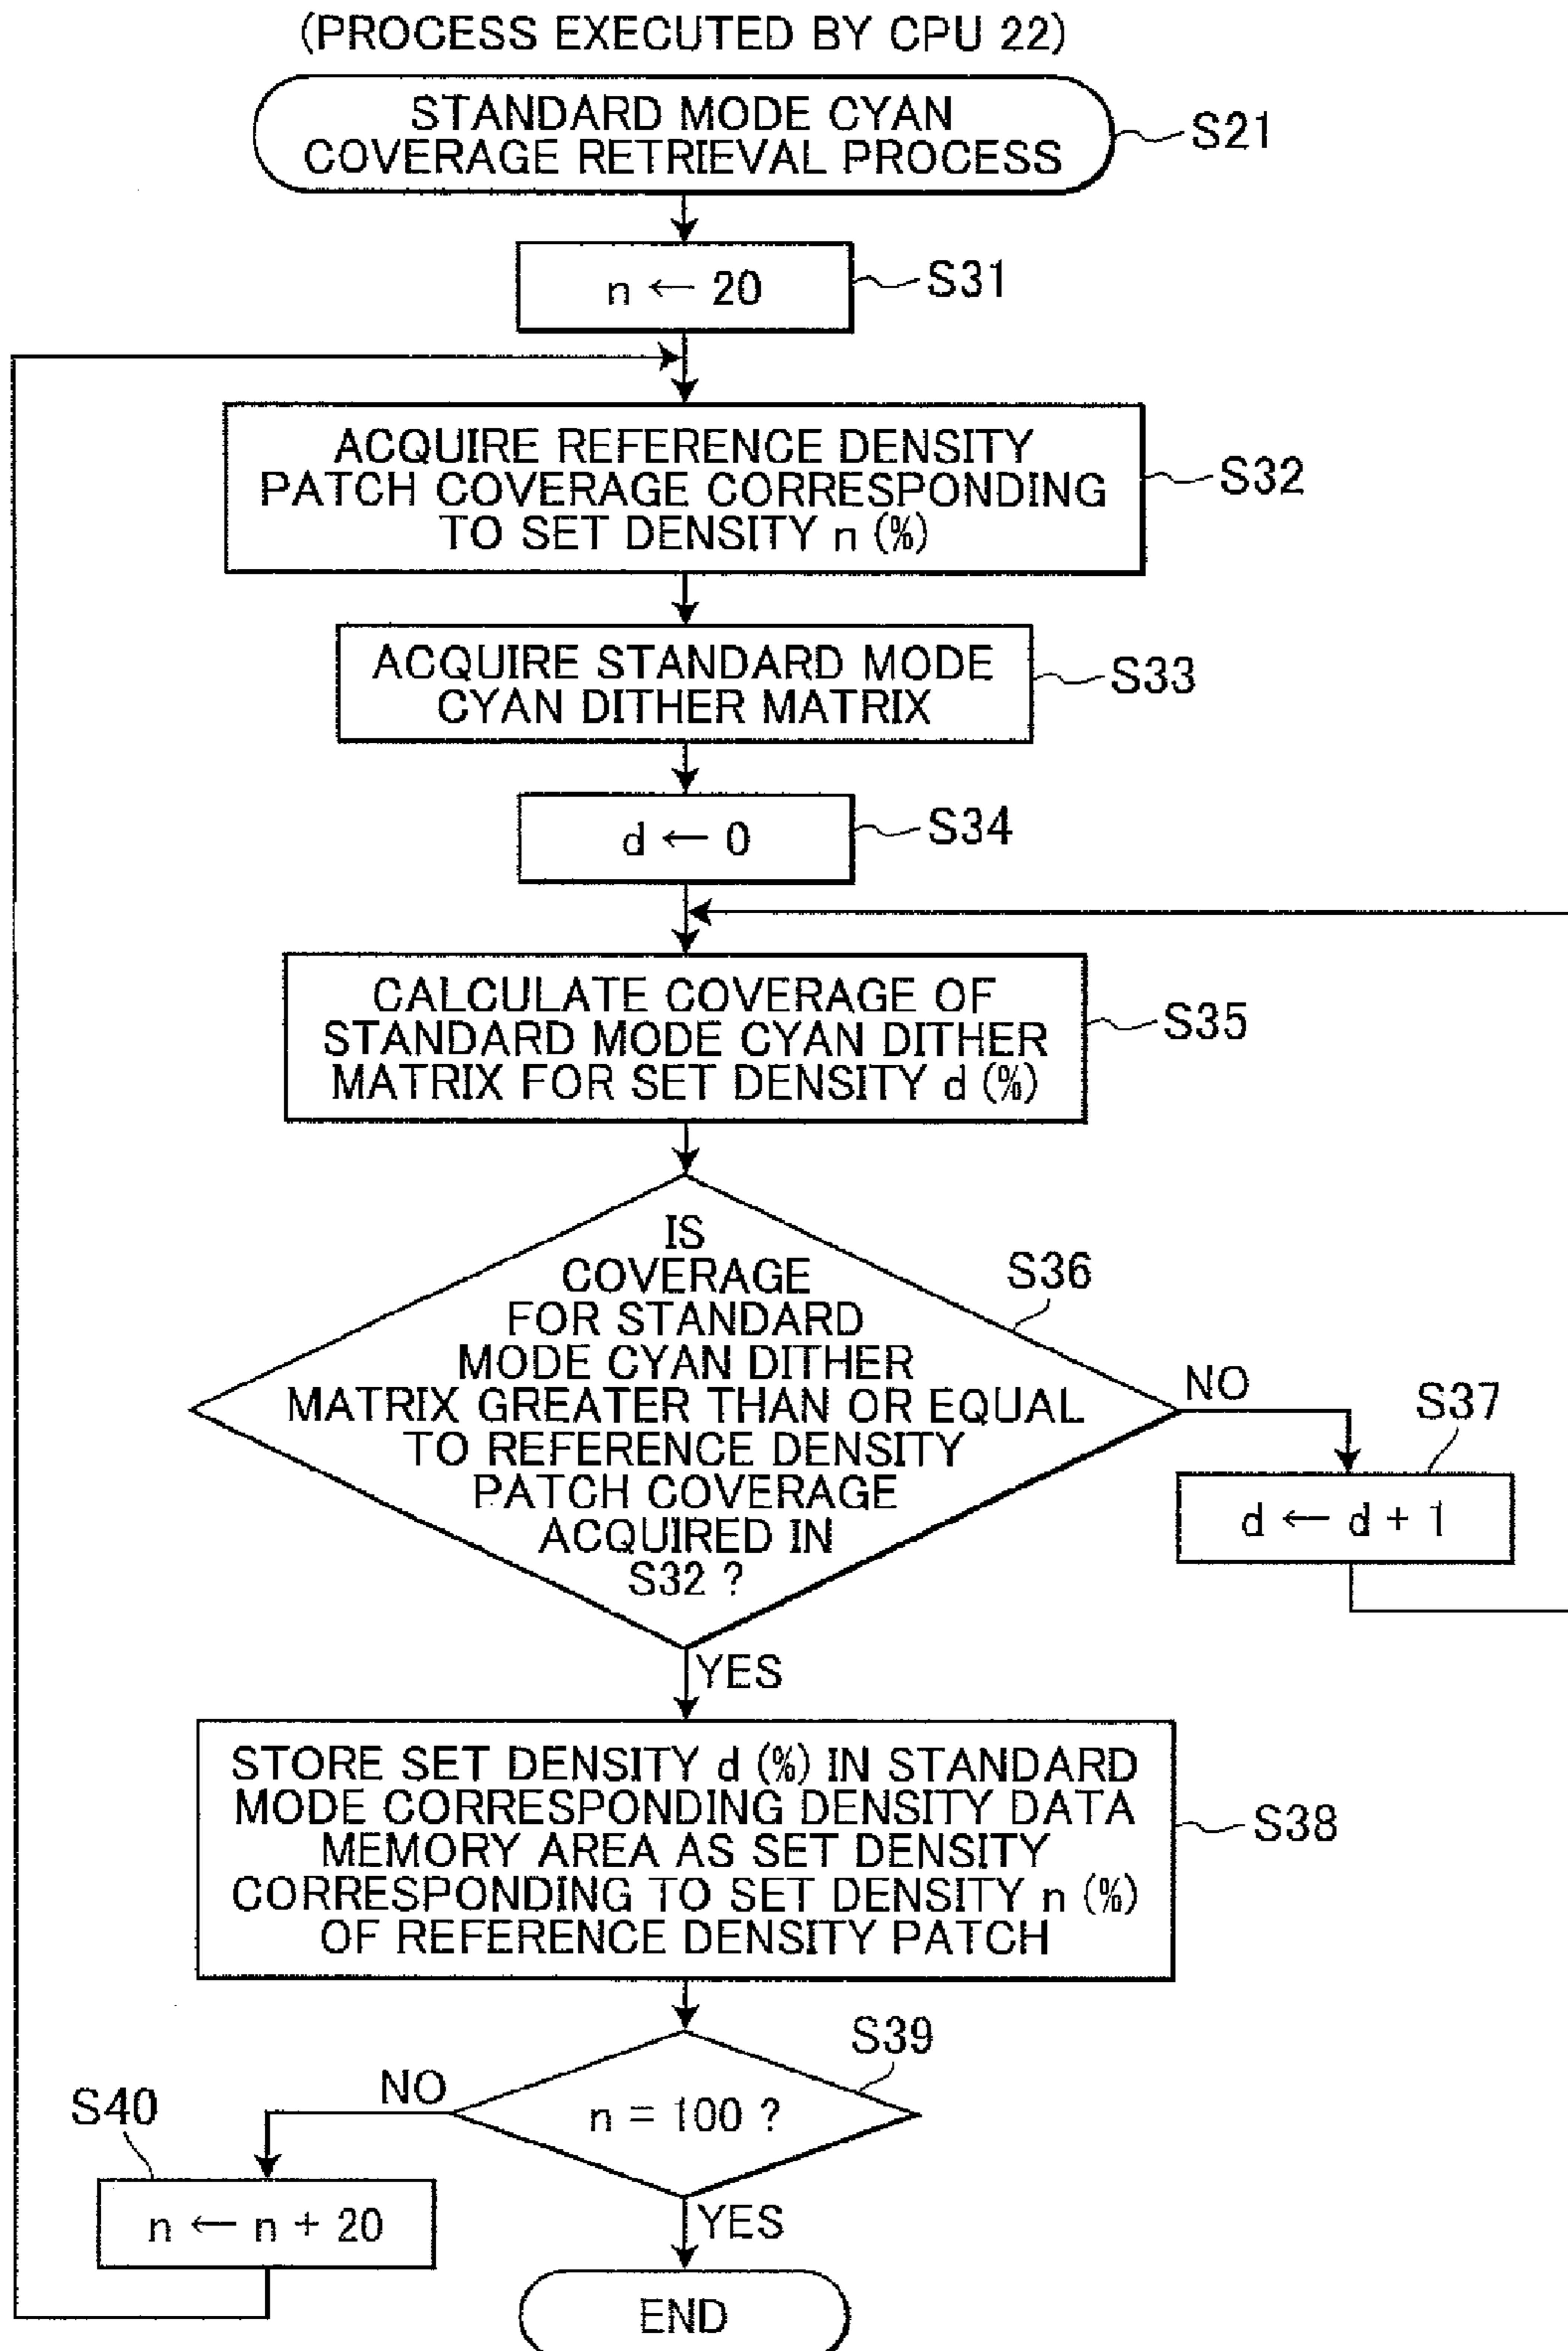 (PROCESS EXECUTED BY CPU 22)
STANDARD MODE CYAN
COVERAGE RETRIEVAL PROCESS
S21
n ← 20
S31
ACQUIRE REFERENCE DENSITY
PATCH COVERAGE CORRESPONDING
TO SET DENSITY n (%)
S32
ACQUIRE STANDARD MODE
CYAN DITHER MATRIX
S33
d ← 0
S34
CALCULATE COVERAGE OF
STANDARD MODE CYAN DITHER
MATRIX FOR SET DENSITY d (%)
S35
IS
COVERAGE
FOR STANDARD
MODE CYAN DITHER
MATRIX GREATER THAN OR EQUAL
TO REFERENCE DENSITY
PATCH COVERAGE
ACQUIRED IN
S32 ?
S36
NO
S37
d ← d + 1
YES
STORE SET DENSITY d (%) IN STANDARD
MODE CORRESPONDING DENSITY DATA
MEMORY AREA AS SET DENSITY
CORRESPONDING TO SET DENSITY n (%)
OF REFERENCE DENSITY PATCH
S38
S39
n = 100 ?
NO
S40
n ← n + 20
YES
END